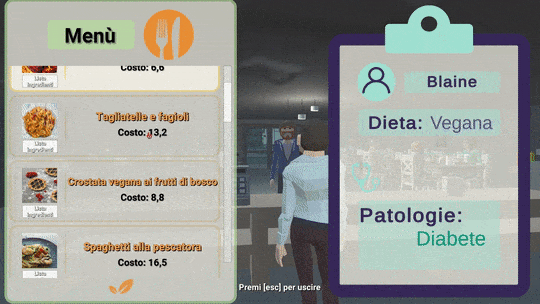 Menù
Costo: 6,6
Lista
Ingredienti
Tagliatelle e fagioli
Costo: 13,2
Lista
Ingredienti
Crostata vegana ai frutti di bosco
Costo: 8,8
Lista
Ingredienti
Spaghetti alla pescatora
Costo: 16,5
Lista
Premi [esc] per uscire
Blaine
Dieta: Vegana
Patologie:
Diabete